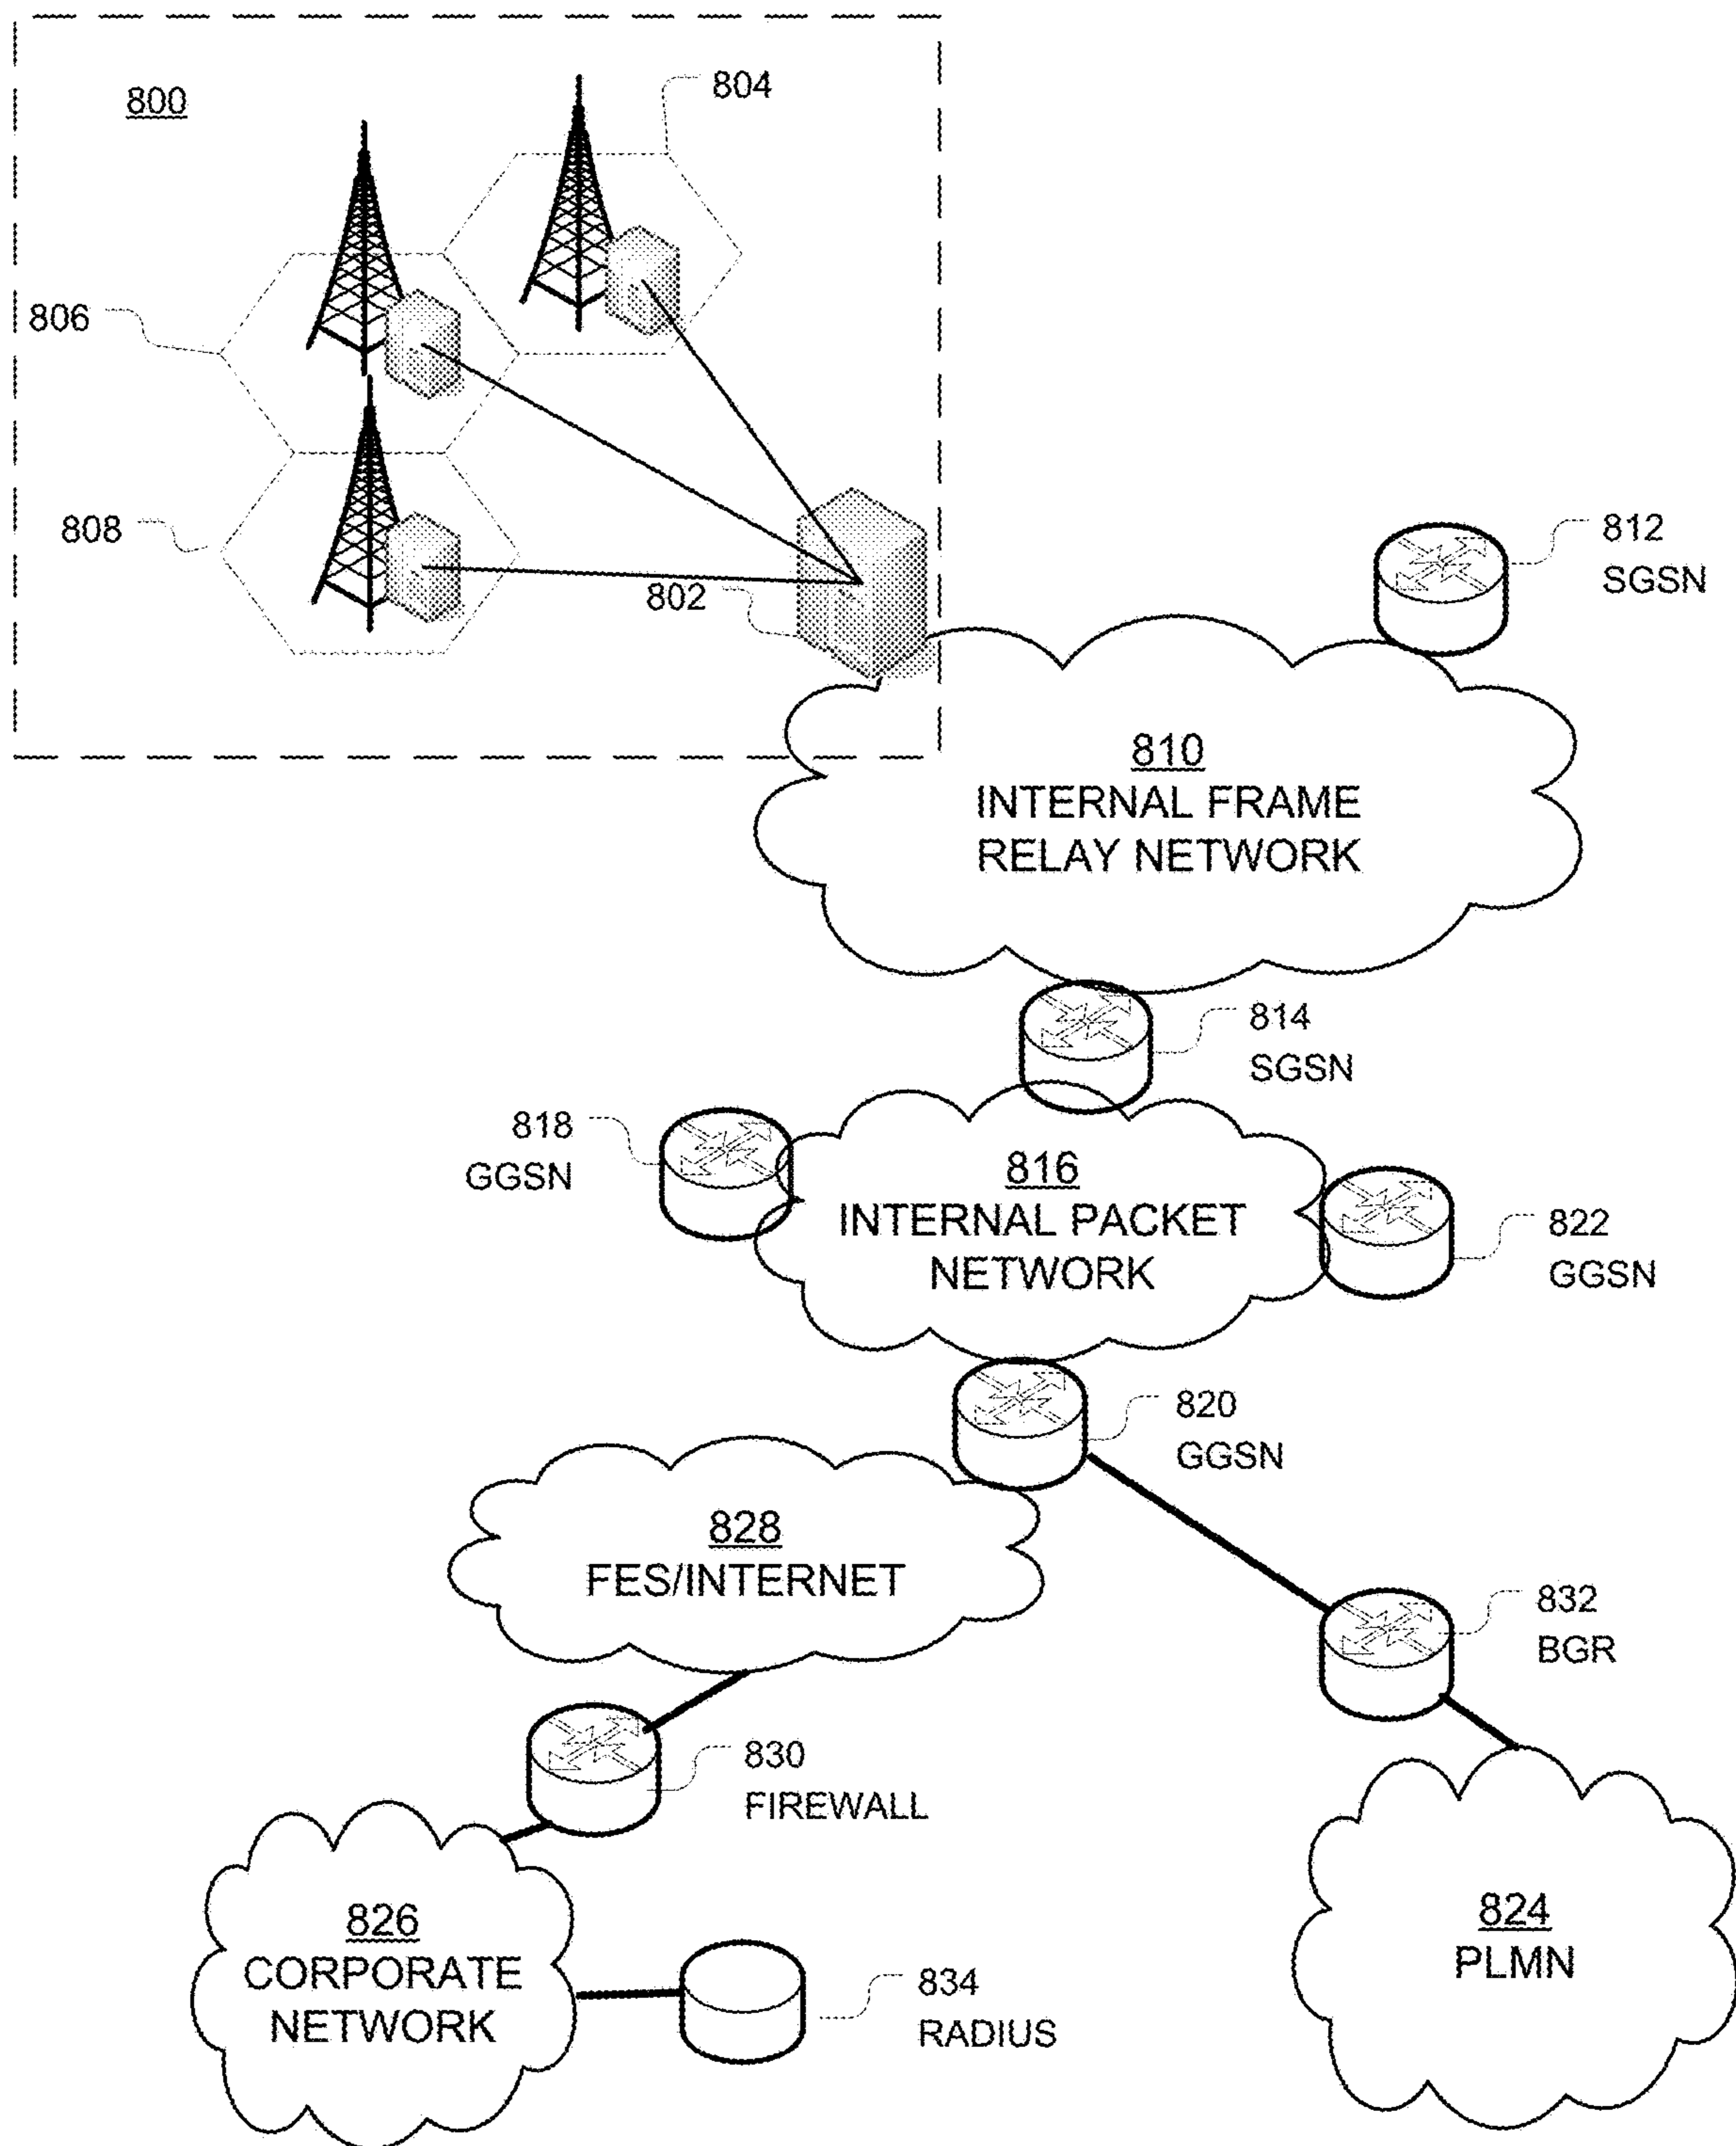 800
804
806
808
802
812
SGSN
810
INTERNAL FRAME
RELAY NETWORK
814
SGSN
818
GGSN
816
INTERNAL PACKET
NETWORK
822
GGSN
820
GGSN
828
FES/INTERNET
832
BGR
830
FIREWALL
826
CORPORATE
NETWORK
824
PLMN
834
RADIUS